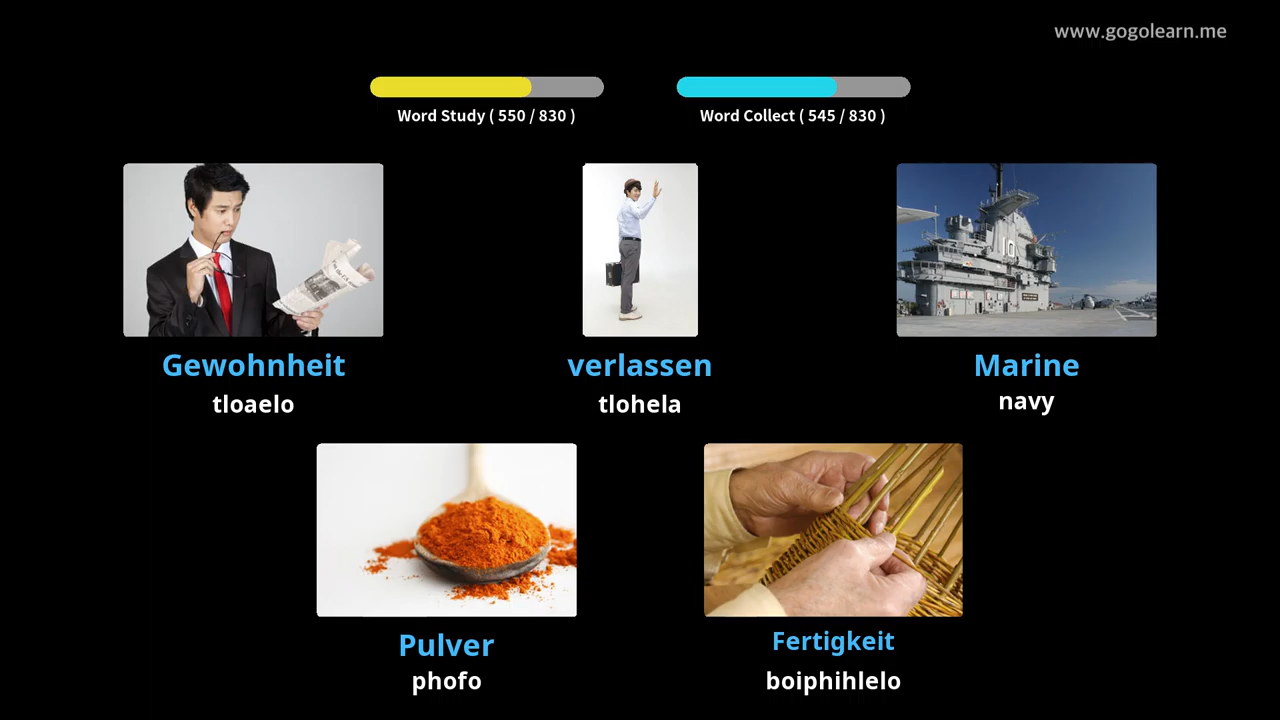 www.gogolearn.me
Word Study ( 550 / 830 )
Word Collect ( 545 / 830 )
Gewohnheit
tloaelo
verlassen
tlohela
10
Marine
navy
Pulver
phofo
Fertigkeit
boiphihlelo